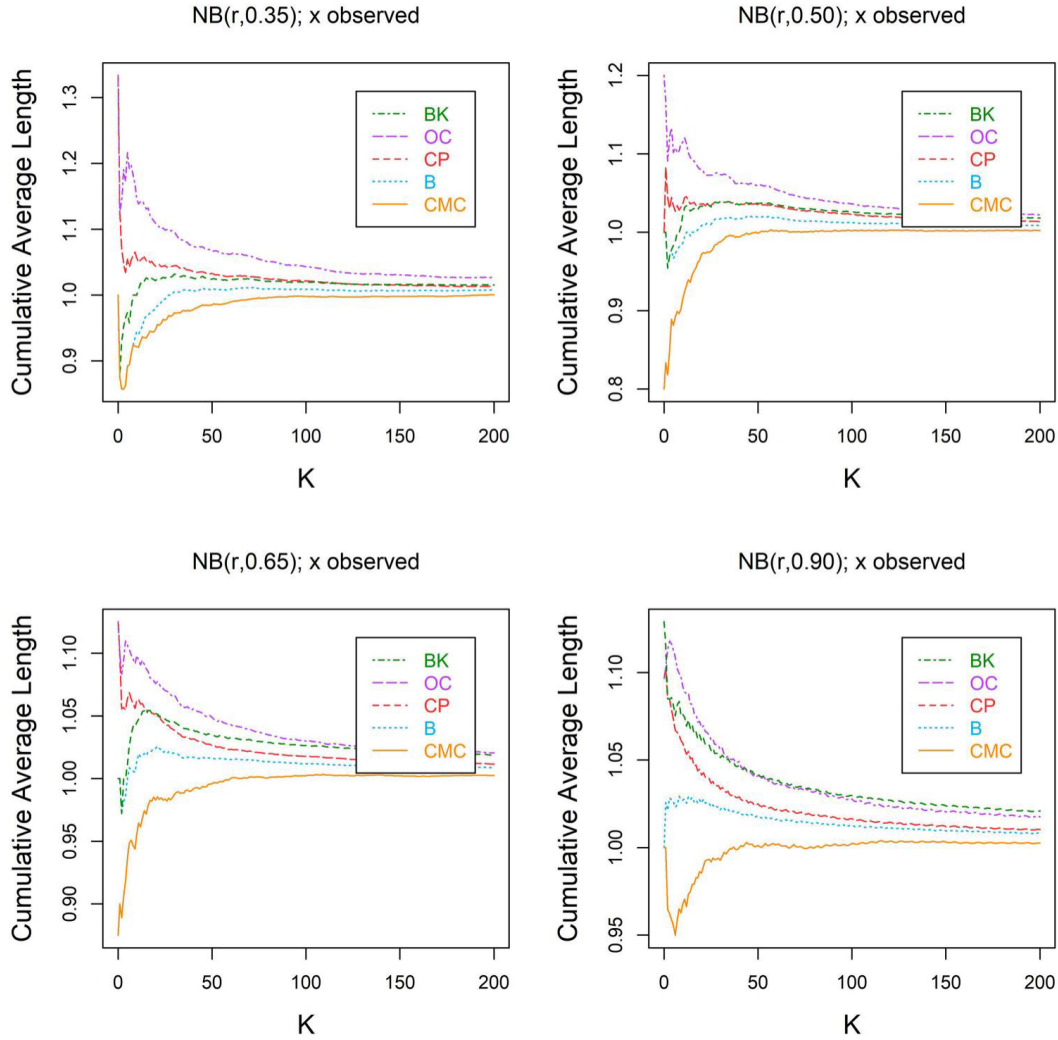 NB(r,0.35); x observed
Cumulative Average Length
1.3
1.2
1.1
1.0
0.9
BK
OC
CP
B
CMC
0 50 100 150 200
K
NB(r,0.50); x observed
Cumulative Average Length
1.2
1.1
1.0
0.9
0.8
BK
OC
CP
B
CMC
0 50 100 150 200
K
NB(r,0.65); x observed
Cumulative Average Length
1.10
1.05
1.00
0.95
0.90
BK
OC
CP
B
CMC
0 50 100 150 200
K
NB(r,0.90); x observed
Cumulative Average Length
1.10
1.05
1.00
0.95
BK
OC
CP
B
CMC
0 50 100 150 200
K